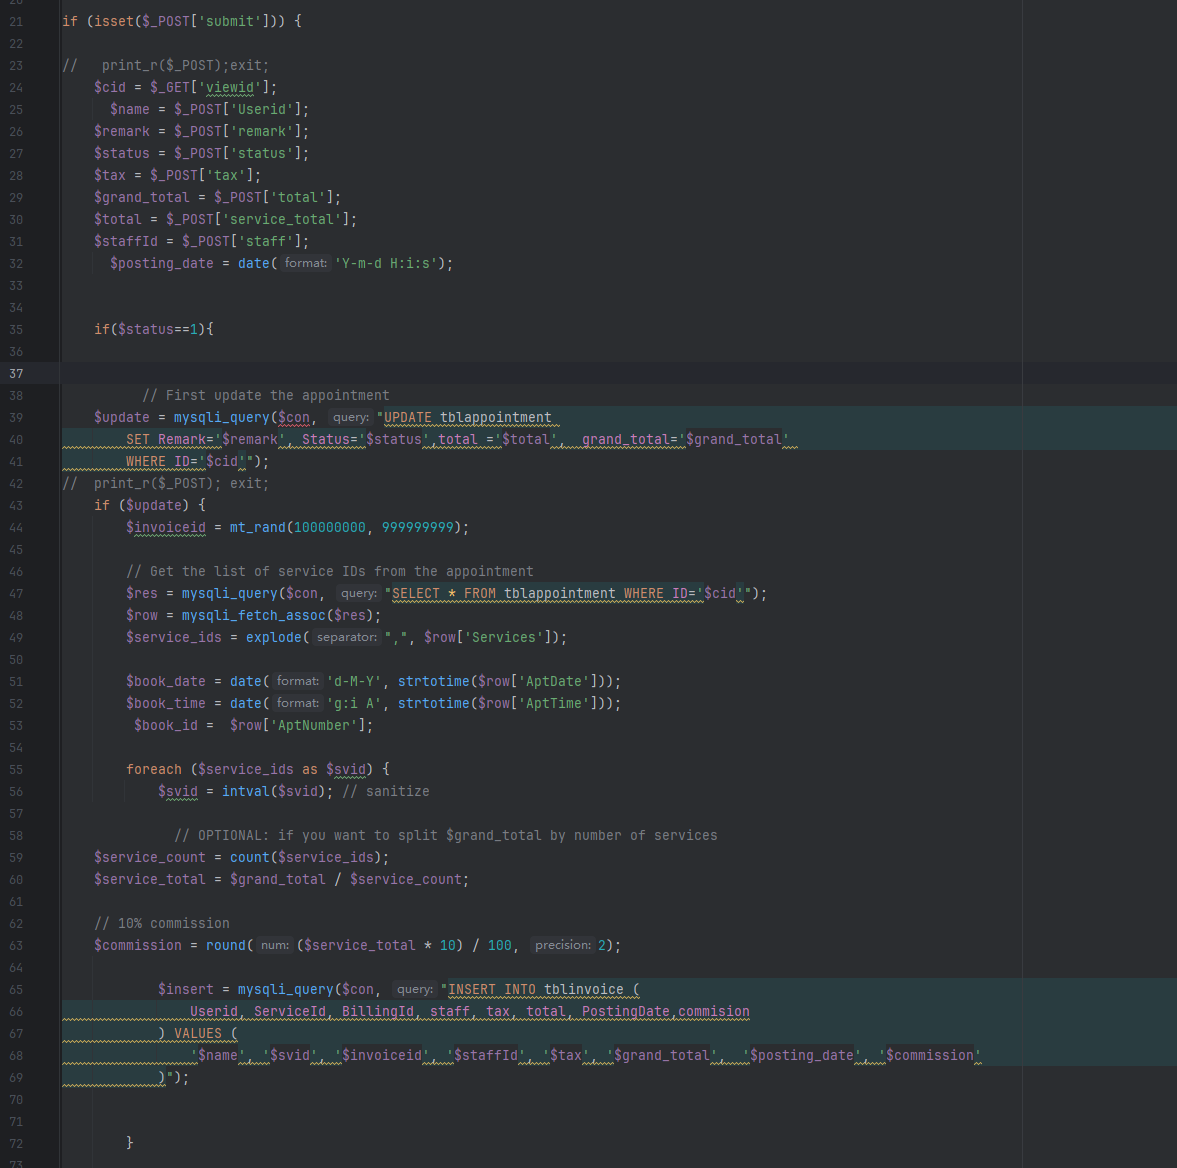 20
21 if (isset($_POST['submit'])) {
22
23 //   print_r($_POST);exit;
24     $cid = $_GET['viewid'];
25       $name = $_POST['Userid'];
26     $remark = $_POST['remark'];
27     $status = $_POST['status'];
28     $tax = $_POST['tax'];
29     $grand_total = $_POST['total'];
30     $total = $_POST['service_total'];
31     $staffId = $_POST['staff'];
32       $posting_date = date( format: 'Y-m-d H:i:s');
33
34
35     if($status==1){
36
37
38           // First update the appointment
39     $update = mysqli_query($con, query: "UPDATE tblappointment
40         SET Remark='$remark', Status='$status',total ='$total',  grand_total='$grand_total'
41         WHERE ID='$cid'");
42 //  print_r($_POST); exit;
43     if ($update) {
44         $invoiceid = mt_rand(100000000, 999999999);
45
46         // Get the list of service IDs from the appointment
47         $res = mysqli_query($con, query: "SELECT * FROM tblappointment WHERE ID='$cid'");
48         $row = mysqli_fetch_assoc($res);
49         $service_ids = explode( separator: ",", $row['Services']);
50
51         $book_date = date( format: 'd-M-Y', strtotime($row['AptDate']));
52         $book_time = date( format: 'g:i A', strtotime($row['AptTime']));
53          $book_id =  $row['AptNumber'];
54
55         foreach ($service_ids as $svid) {
56             $svid = intval($svid); // sanitize
57
58               // OPTIONAL: if you want to split $grand_total by number of services
59     $service_count = count($service_ids);
60     $service_total = $grand_total / $service_count;
61
62     // 10% commission
63     $commission = round( num: ($service_total * 10) / 100, precision: 2);
64
65             $insert = mysqli_query($con, query: "INSERT INTO tblinvoice (
66                 Userid, ServiceId, BillingId, staff, tax, total, PostingDate,commision
67             ) VALUES (
68                 '$name', '$svid', '$invoiceid', '$staffId', '$tax', '$grand_total',  '$posting_date', '$commission'
69             )");
70
71
72         }
73